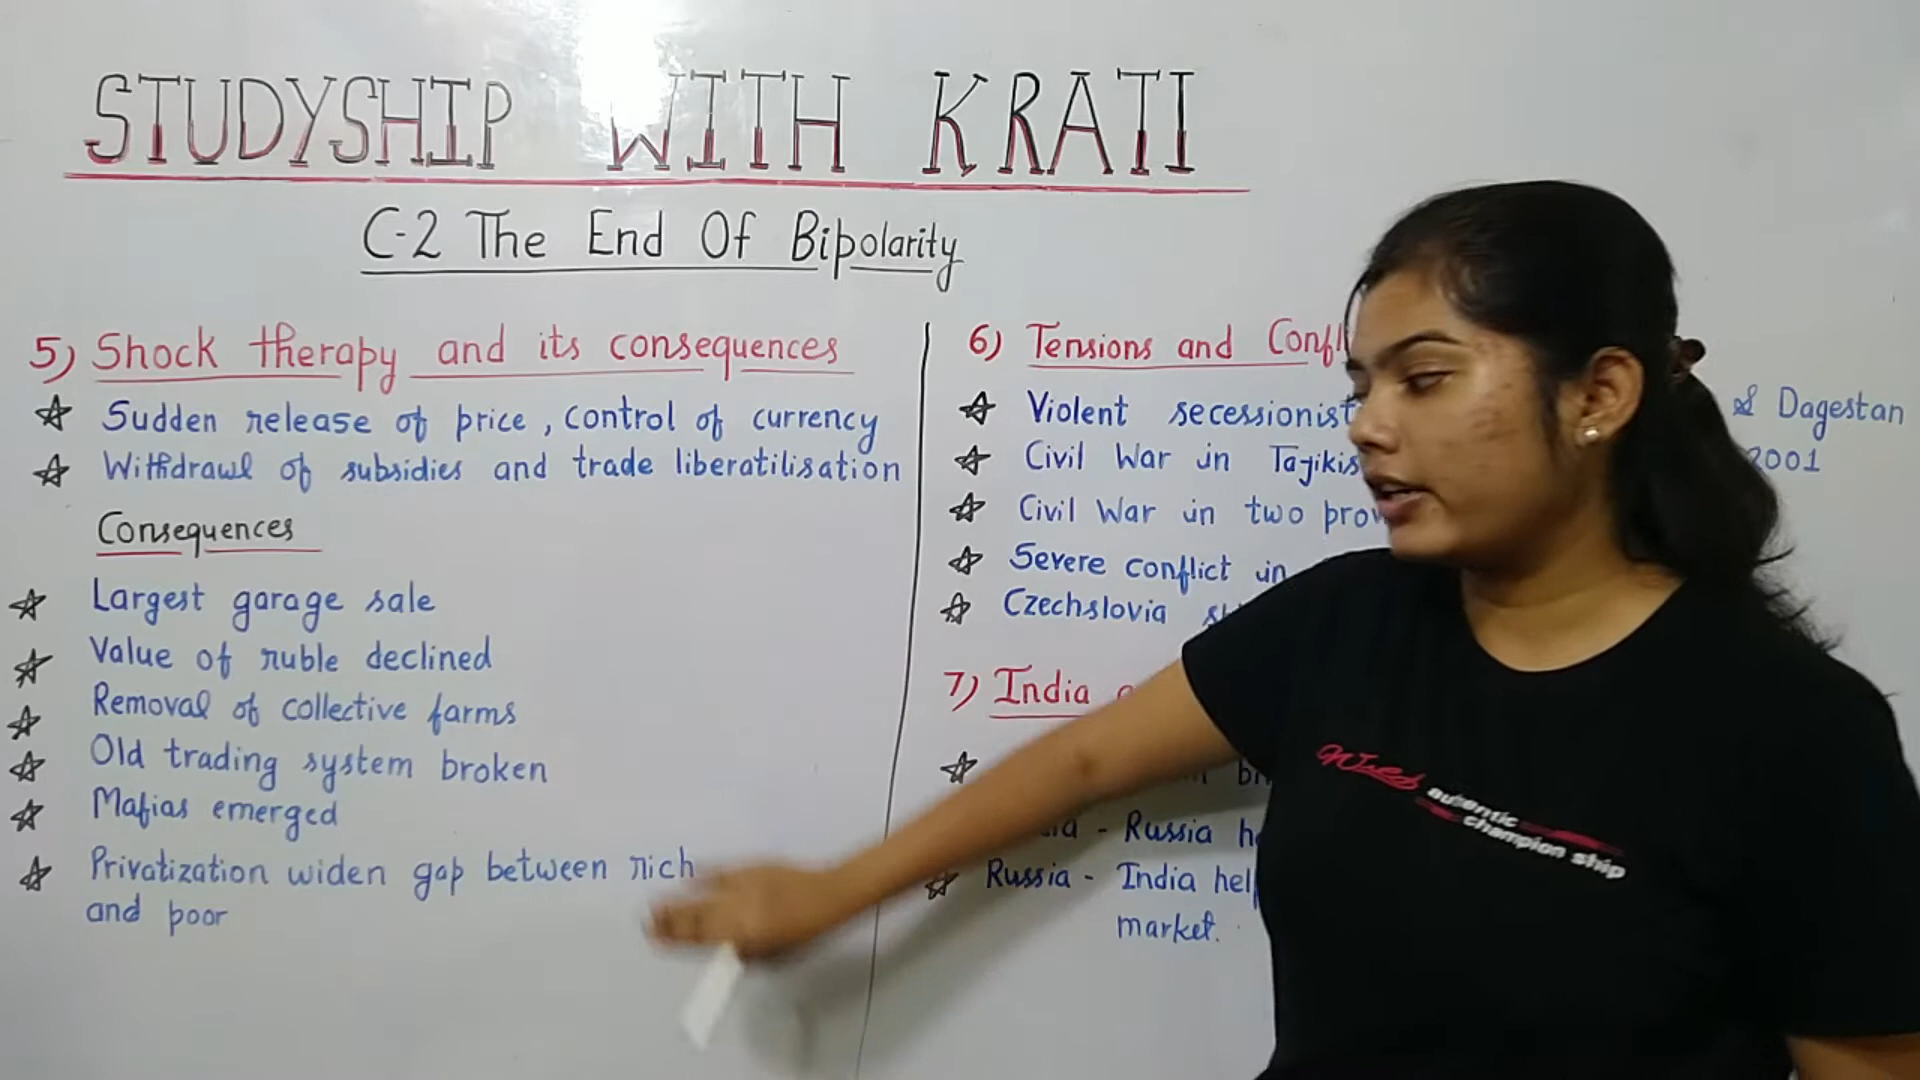 STUDYSHIP WITH KRATI
C-2 The End Of Bipolarity
5) Shock therapy and its consequences
Sudden release of price, control of currency
Withdrawl of subsidies and trade liberatilisation
Consequences
Largest garage sale
Value of ruble declined
Removal of collective farms
Old trading system broken
Mafias emerged
Privatization widen gap between rich
and poor
6) Tensions and
Violent secessionist & Dagestan
Civil War in 2001
Civil War in two
Severe conflict in
Czechslovia
7) India
- Russia
Russia - India
market.
autentic
champion ship